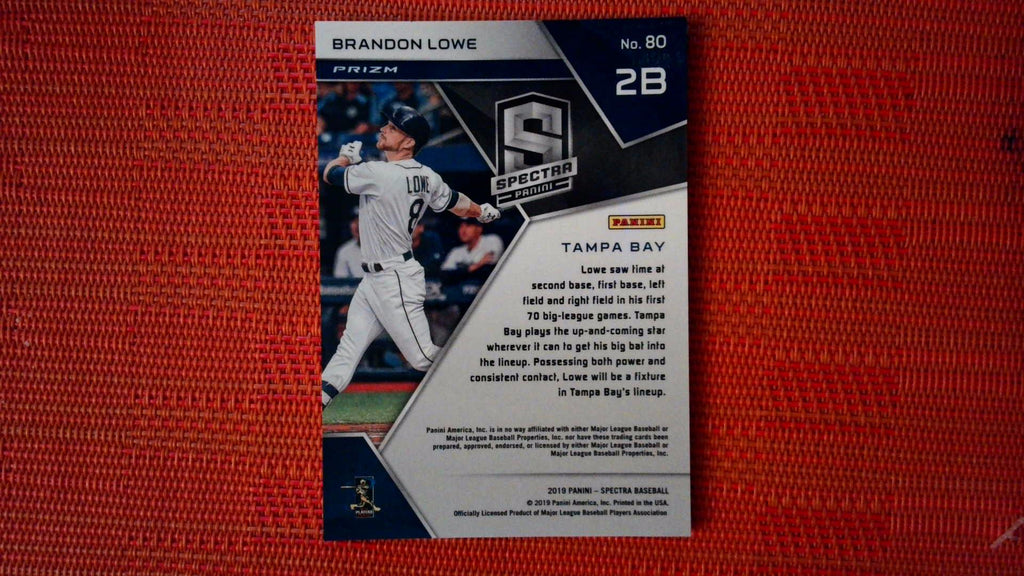 BRANDON LOWE
No. 80
PRIZM
2B
LOWE
8
S
SPECTRA
PANINI
PANINI
TAMPA BAY
Lowe saw time at
second base, first base, left
field and right field in his first
70 big-league games. Tampa
Bay plays the up-and-coming star
wherever it can to get his big bat into
the lineup. Possessing both power and
consistent contact, Lowe will be a fixture
in Tampa Bay's lineup.
Panini America, Inc. is in no way affiliated with either Major League Baseball or
Major League Baseball Properties, Inc. nor have these trading cards been
prepared, approved, endorsed, or licensed by either Major League Baseball or
Major League Baseball Properties, Inc.
2019 PANINI – SPECTRA BASEBALL
© 2019 Panini America, Inc. Printed in the USA.
Officially Licensed Product of Major League Baseball Players Association